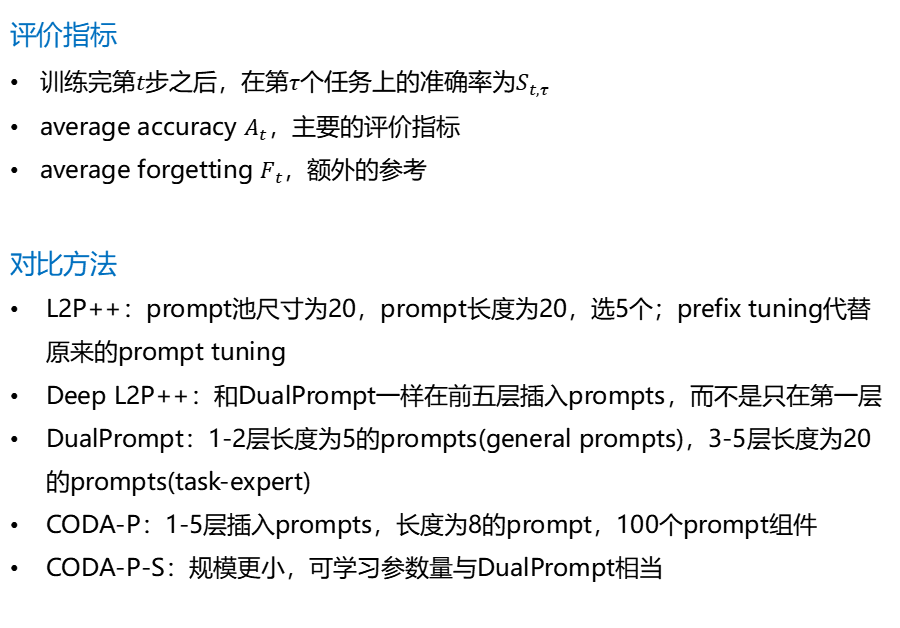 评价指标
• 训练完第t步之后，在第τ个任务上的准确率为S_{t,τ}
• average accuracy A_t，主要的评价指标
• average forgetting F_t，额外的参考
对比方法
• L2P++：prompt池尺寸为20，prompt长度为20，选5个；prefix tuning代替
原来的prompt tuning
• Deep L2P++：和DualPrompt一样在前五层插入prompts，而不是只在第一层
• DualPrompt：1-2层长度为5的prompts(general prompts)，3-5层长度为20
的prompts(task-expert)
• CODA-P：1-5层插入prompts，长度为8的prompt，100个prompt组件
• CODA-P-S：规模更小，可学习参数量与DualPrompt相当